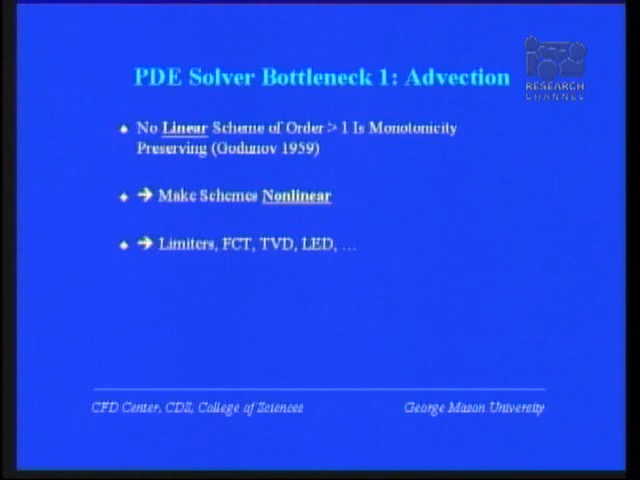 RESEARCH
CHANNEL
PDE Solver Bottleneck 1: Advection
No Linear Scheme of Order > 1 Is Monotonicity
Preserving (Godunov 1959)
→ Make Schemes Nonlinear
→ Limiters, FCT, TVD, LED, …
CFD Center, CDS, College of Sciences
George Mason University